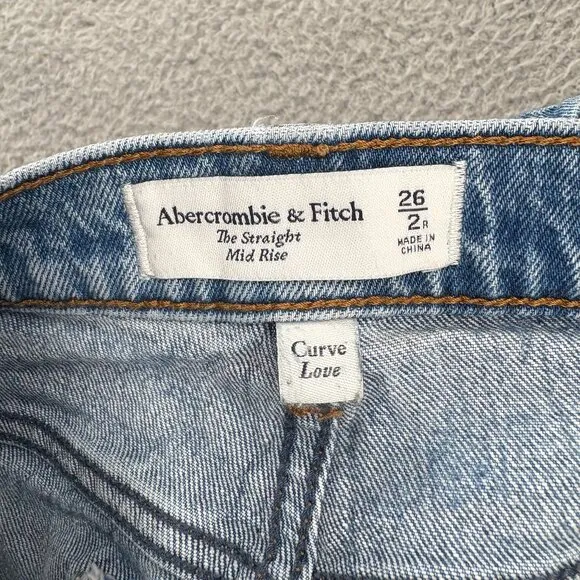 Abercrombie & Fitch
The Straight
Mid Rise
26
2R
MADE IN
CHINA
Curve
Love